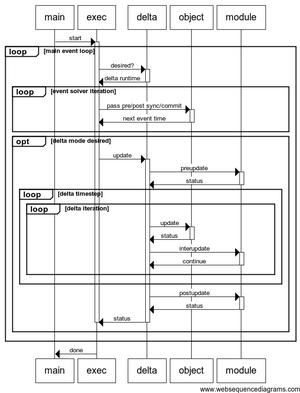 main exec delta object module
start
loop [main event loop]
desired?
delta runtime
loop [event solver iteration]
pass pre/post sync/commit
next event time
opt [delta mode desired]
update
preupdate
status
loop [delta timestep]
loop [delta iteration]
update
status
interupdate
continue
postupdate
status
status
done
main exec delta object module
www.websequencediagrams.com